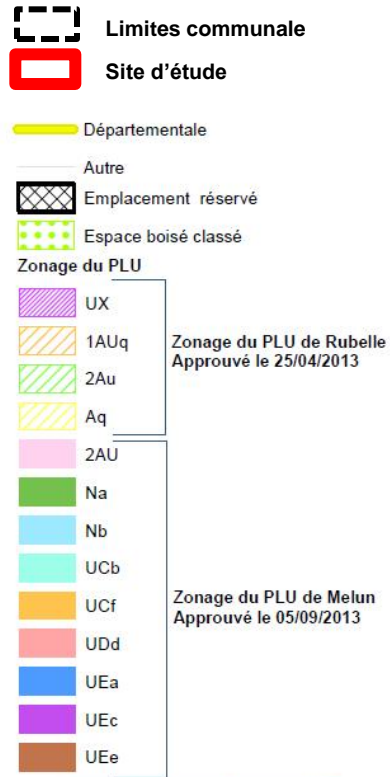 Limites communale
Site d'étude
Départementale
Autre
Emplacement réservé
Espace boisé classé
Zonage du PLU
UX
1AUq
2Au
Aq
Zonage du PLU de Rubelle
Approuvé le 25/04/2013
2AU
Na
Nb
UCb
UCf
UDd
UEa
UEc
UEe
Zonage du PLU de Melun
Approuvé le 05/09/2013